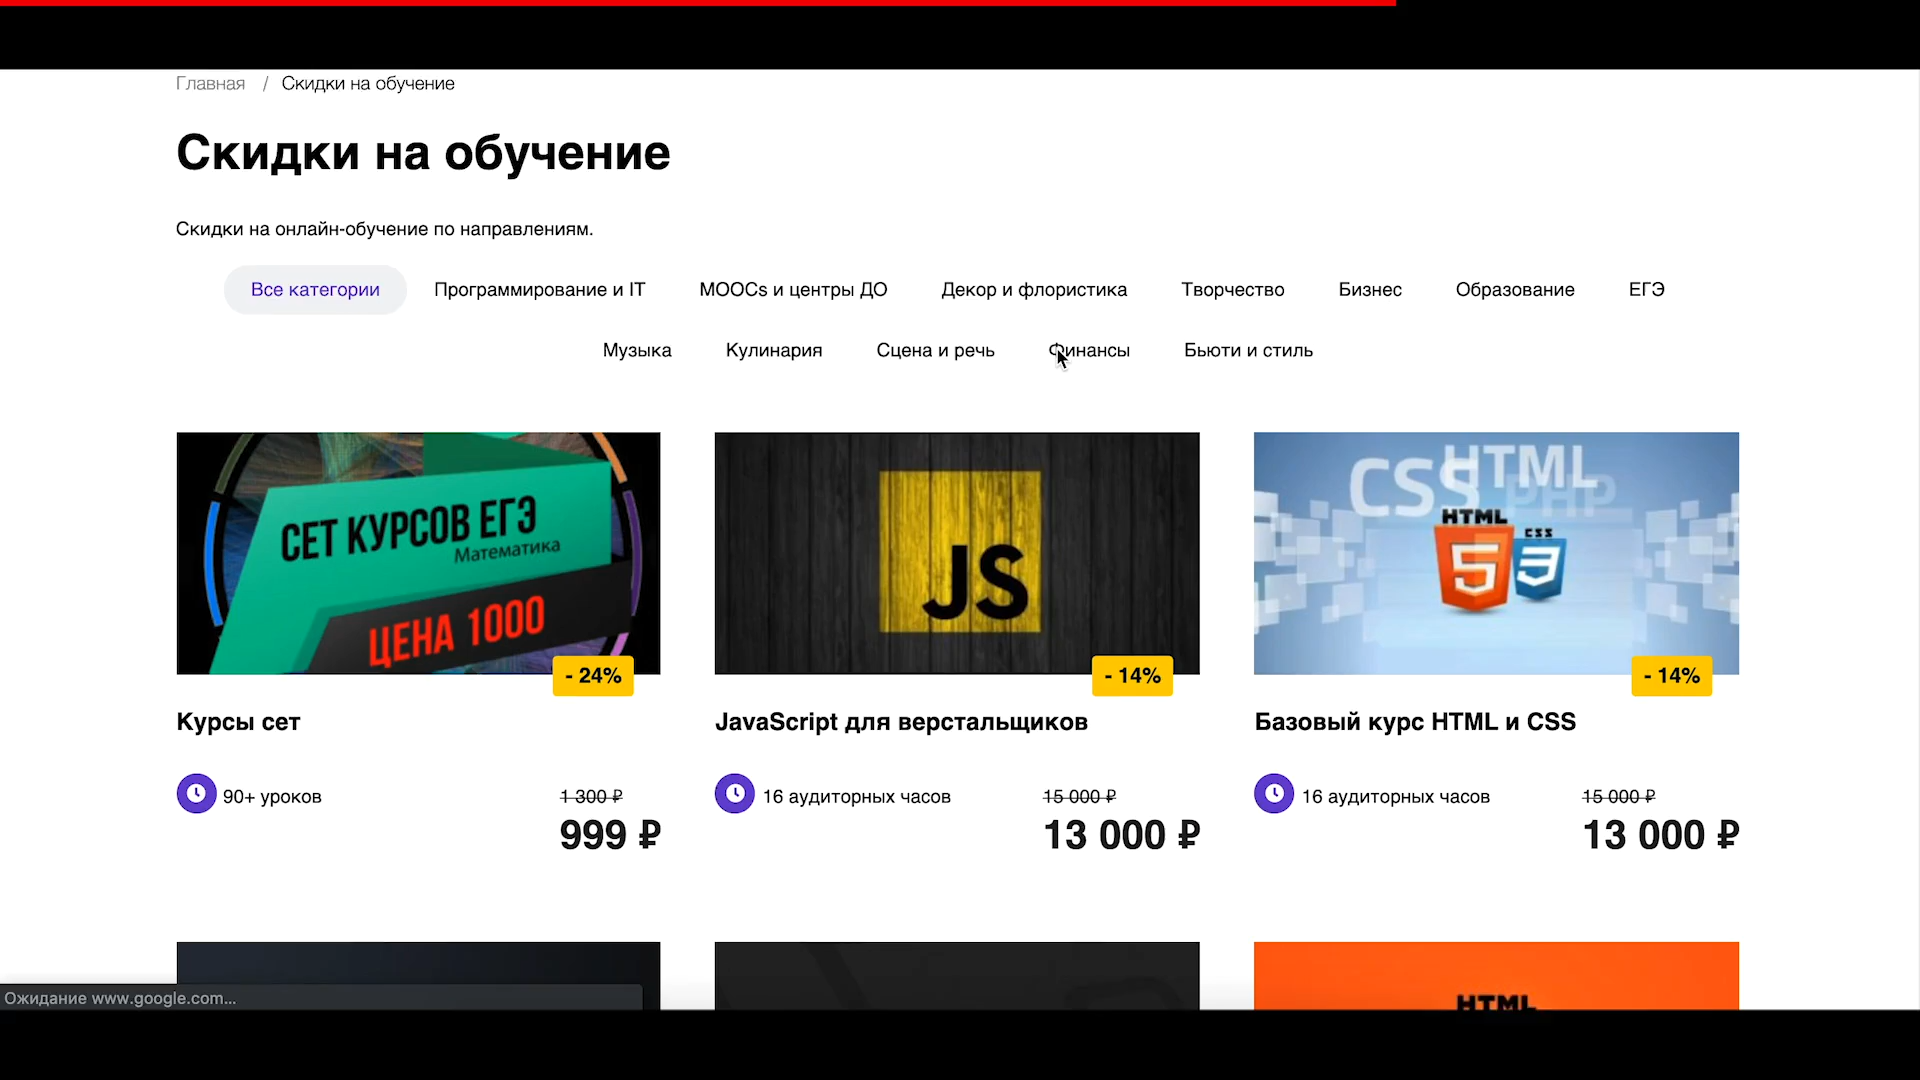 Главная / Скидки на обучение
Скидки на обучение
Скидки на онлайн-обучение по направлениям.
Все категории Программирование и IT MOOCs и центры ДО Декор и флористика Творчество Бизнес Образование ЕГЭ
Музыка Кулинария Сцена и речь Финансы Бьюти и стиль
СЕТ КУРСОВ ЕГЭ
Математика
ЦЕНА 1000
- 24%
JS
- 14%
CSS HTML PHP
HTML 5 CSS 3
- 14%
Курсы сет
JavaScript для верстальщиков
Базовый курс HTML и CSS
90+ уроков
1 300 ₽
999 ₽
16 аудиторных часов
15 000 ₽
13 000 ₽
16 аудиторных часов
15 000 ₽
13 000 ₽
HTML
Ожидание www.google.com...